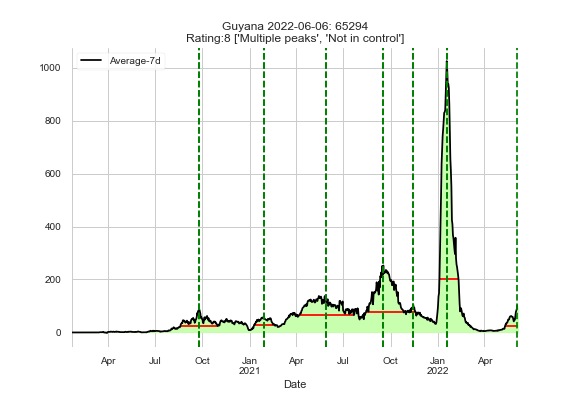 Guyana 2022-06-06: 65294
Rating:8 ['Multiple peaks', 'Not in control']
Average-7d
1000
800
600
400
200
0
Apr Jul Oct Jan Apr Jul Oct Jan Apr
2021 2022
Date